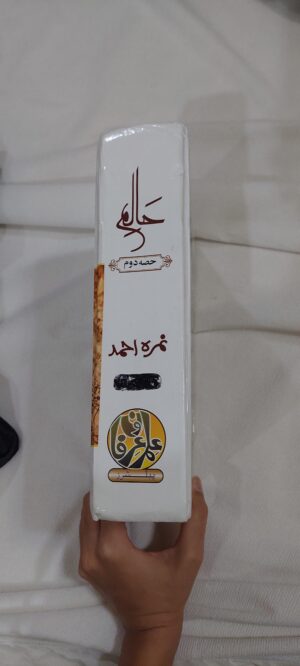 حالم
حصہ دوم
نمرہ احمد
علم و عرفان